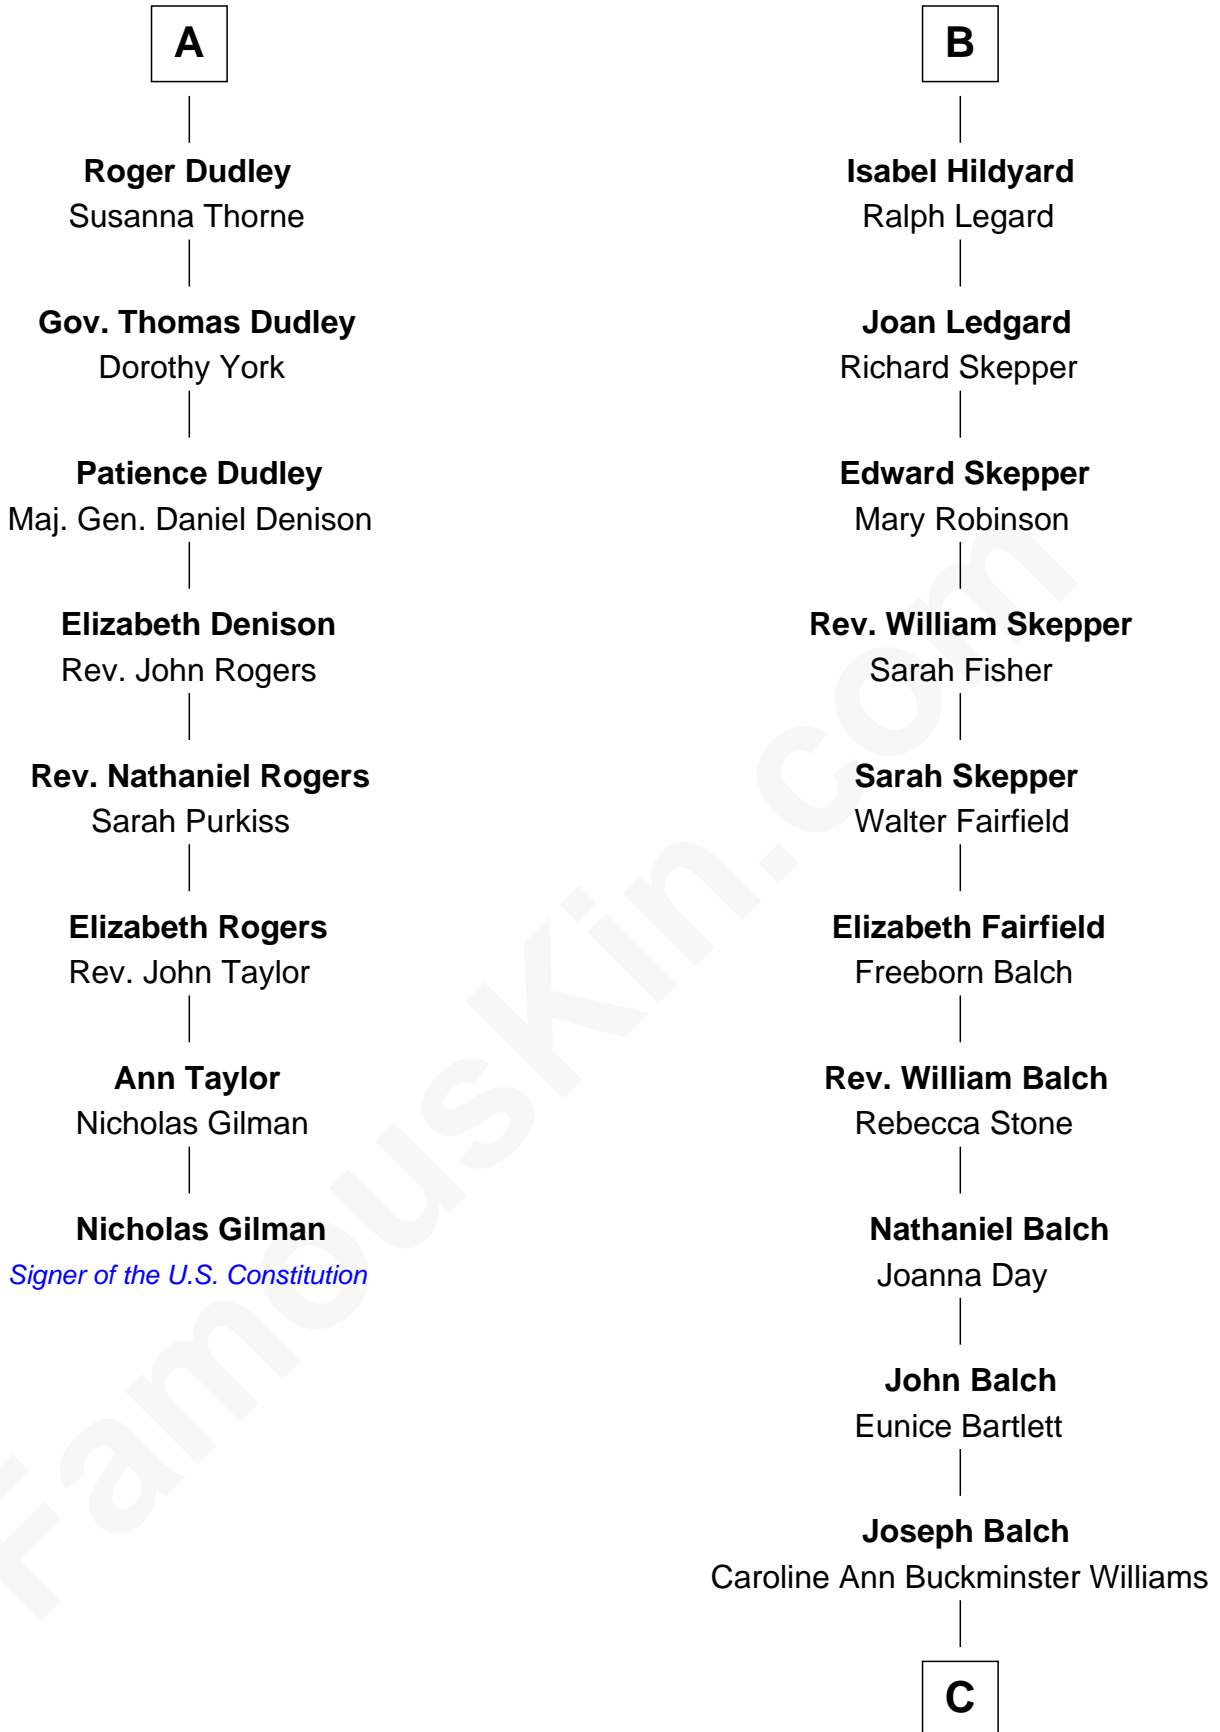 A
Roger Dudley
Susanna Thorne
Gov. Thomas Dudley
Dorothy York
Patience Dudley
Maj. Gen. Daniel Denison
Elizabeth Denison
Rev. John Rogers
Rev. Nathaniel Rogers
Sarah Purkiss
Elizabeth Rogers
Rev. John Taylor
Ann Taylor
Nicholas Gilman
Nicholas Gilman
Signer of the U.S. Constitution
B
Isabel Hildyard
Ralph Legard
Joan Ledgard
Richard Skepper
Edward Skepper
Mary Robinson
Rev. William Skepper
Sarah Fisher
Sarah Skepper
Walter Fairfield
Elizabeth Fairfield
Freeborn Balch
Rev. William Balch
Rebecca Stone
Nathaniel Balch
Joanna Day
John Balch
Eunice Bartlett
Joseph Balch
Caroline Ann Buckminster Williams
C
FamousKin.com